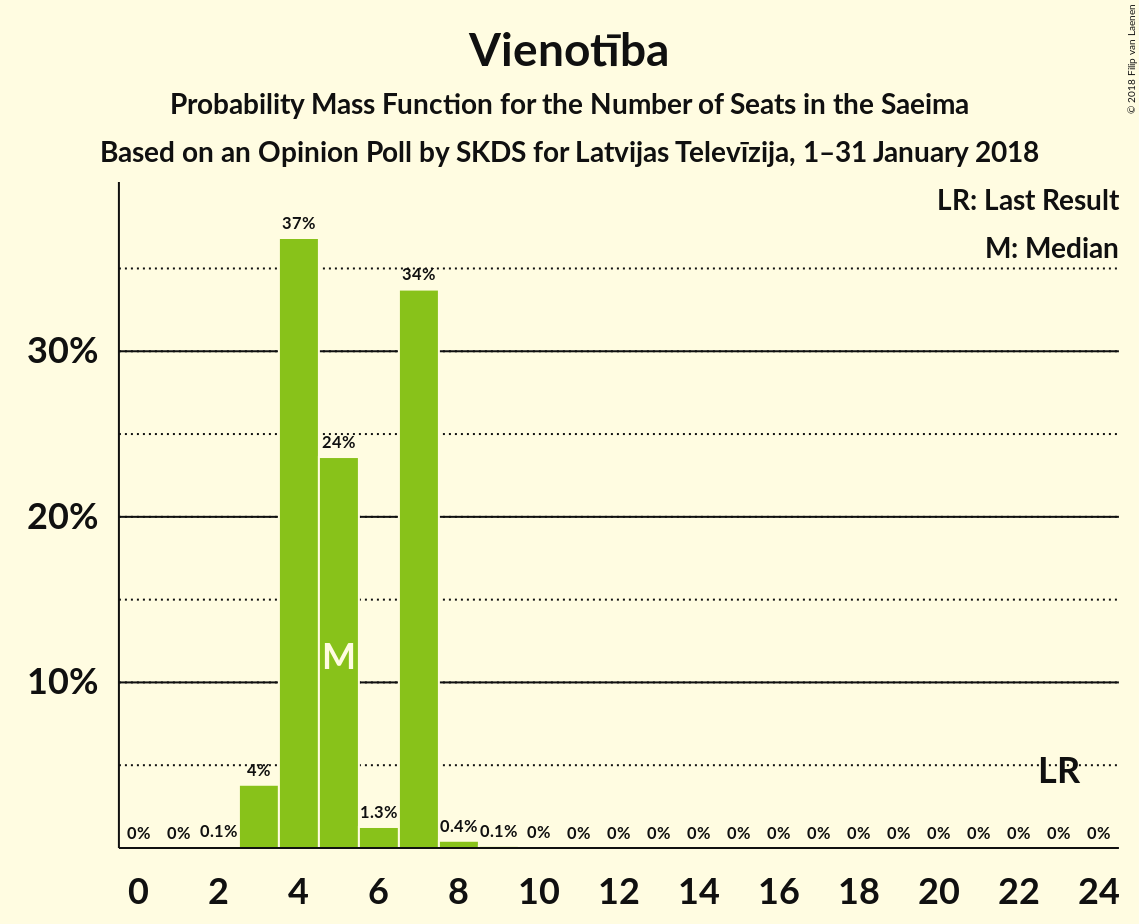 Vienotība
Probability Mass Function for the Number of Seats in the Saeima
Based on an Opinion Poll by SKDS for Latvijas Televīzija, 1–31 January 2018
© 2018 Filip van Laenen
LR: Last Result
M: Median
37%
34%
30%
24%
20%
M
10%
LR
4%
1.3%
0% 0% 0.1% 0.4% 0.1% 0% 0% 0% 0% 0% 0% 0% 0% 0% 0% 0% 0% 0% 0% 0%
0 2 4 6 8 10 12 14 16 18 20 22 24